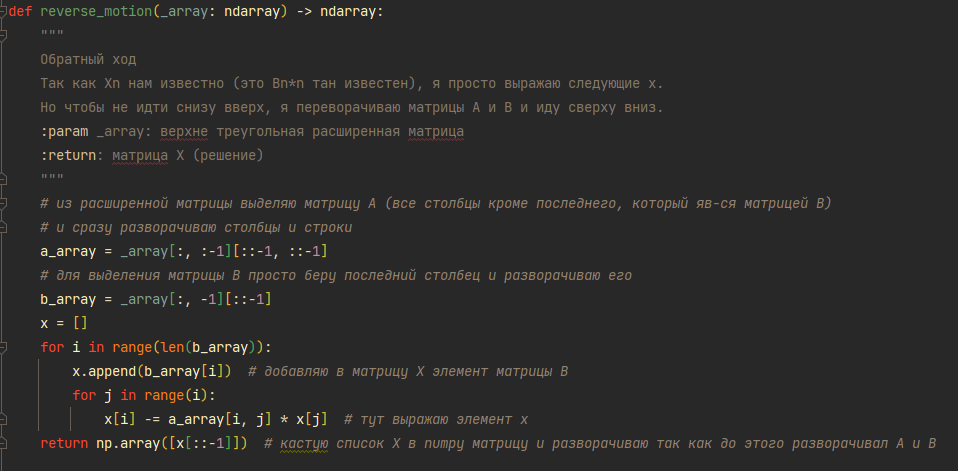 def reverse_motion(_array: ndarray) -> ndarray:
"""
Обратный ход
Так как Xn нам известно (это Bn*n тан известен), я просто выражаю следующие x.
Но чтобы не идти снизу вверх, я переворачиваю матрицы A и B и иду сверху вниз.
:param _array: верхне треугольная расширенная матрица
:return: матрица X (решение)
"""
# из расширенной матрицы выделяю матрицу A (все столбцы кроме последнего, который яв-ся матрицей B)
# и сразу разворачиваю столбцы и строки
a_array = _array[:, :-1][::-1, ::-1]
# для выделения матрицы B просто беру последний столбец и разворачиваю его
b_array = _array[:, -1][::-1]
x = []
for i in range(len(b_array)):
x.append(b_array[i])  # добавляю в матрицу X элемент матрицы B
for j in range(i):
x[i] -= a_array[i, j] * x[j]  # тут выражаю элемент x
return np.array([x[::-1]])  # кастую список X в numpy матрицу и разворачиваю так как до этого разворачивал A и B